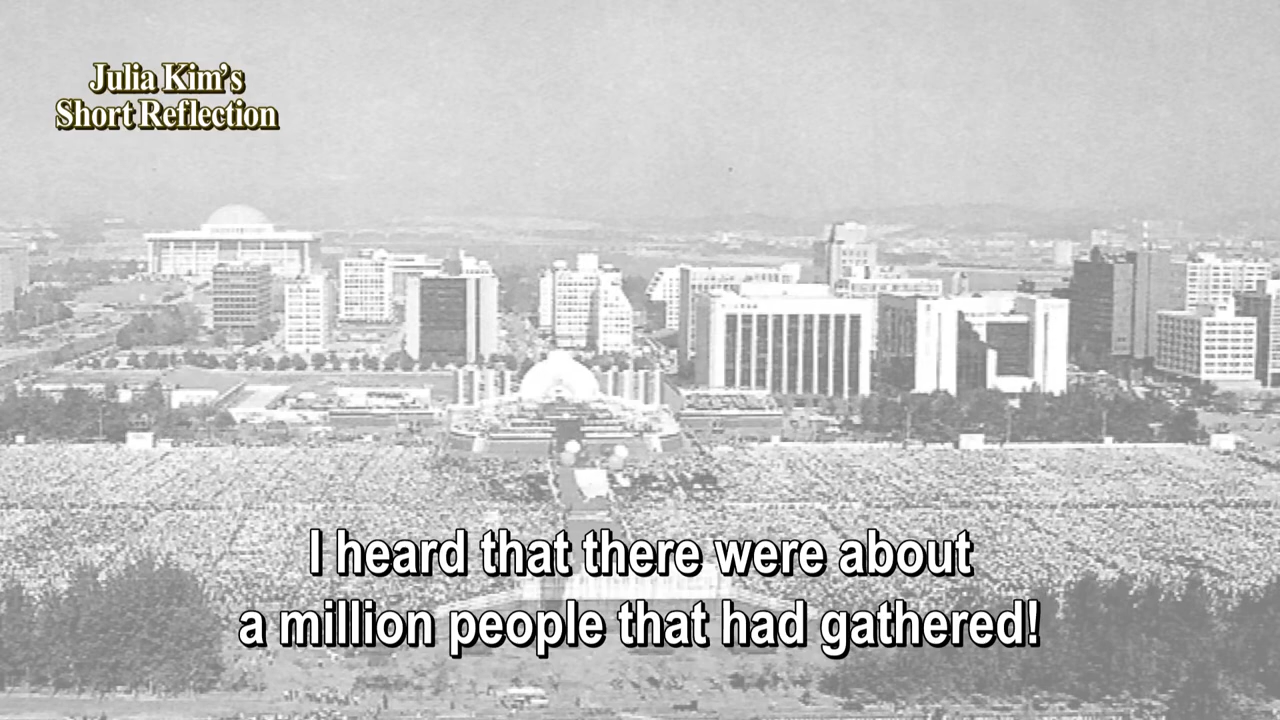 Julia Kim's
Short Reflection
I heard that there were about
a million people that had gathered!